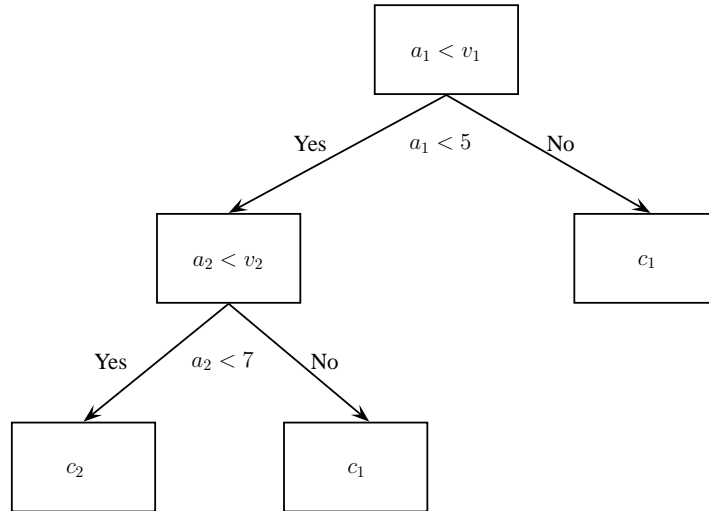 a₁ < v₁
Yes
a₁ < 5
No
a₂ < v₂
c₁
Yes
a₂ < 7
No
c₂
c₁